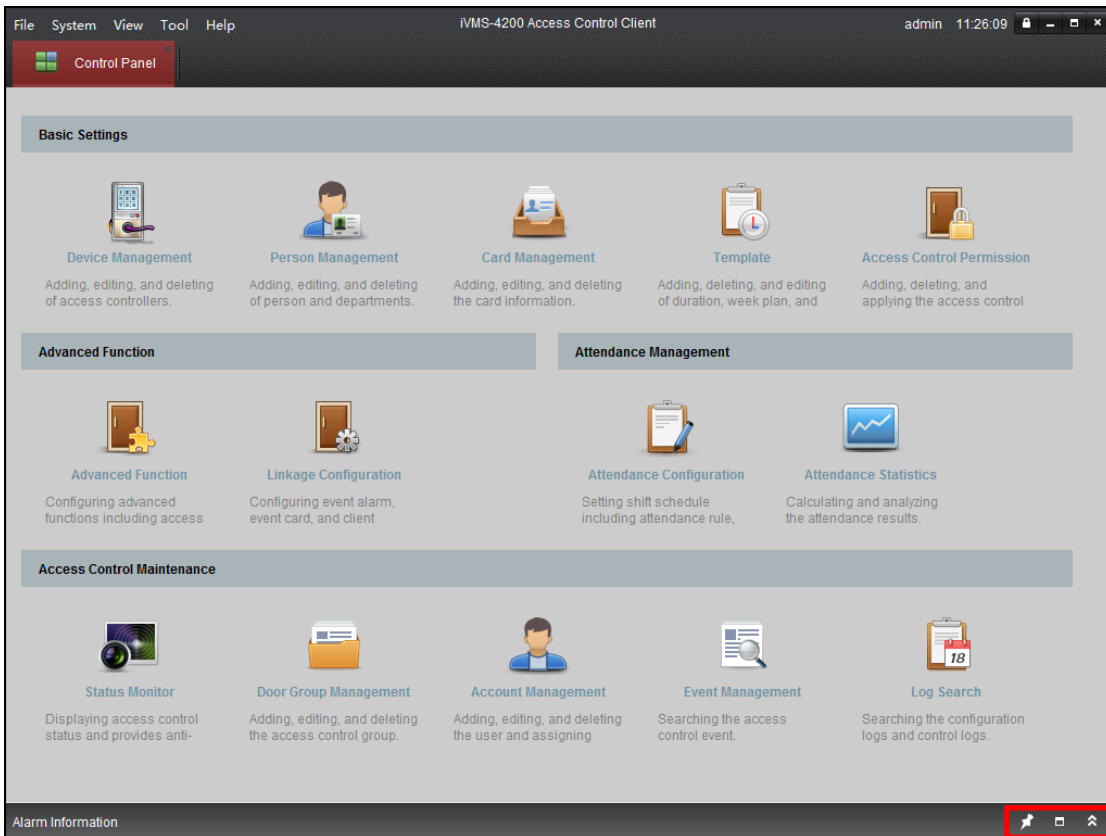 File System View Tool Help iVMS-4200 Access Control Client admin 11:26:09
Control Panel
Basic Settings
Device Management
Adding, editing, and deleting
of access controllers.
Person Management
Adding, editing, and deleting
of person and departments.
Card Management
Adding, editing, and deleting
the card information.
Template
Adding, deleting, and editing
of duration, week plan, and
Access Control Permission
Adding, deleting, and
applying the access control
Advanced Function
Advanced Function
Configuring advanced
functions including access
Linkage Configuration
Configuring event alarm,
event card, and client
Attendance Management
Attendance Configuration
Setting shift schedule
including attendance rule,
Attendance Statistics
Calculating and analyzing
the attendance results.
Access Control Maintenance
Status Monitor
Displaying access control
status and provides anti-
Door Group Management
Adding, editing, and deleting
the access control group.
Account Management
Adding, editing, and deleting
the user and assigning
Event Management
Searching the access
control event.
18
Log Search
Searching the configuration
logs and control logs.
Alarm Information